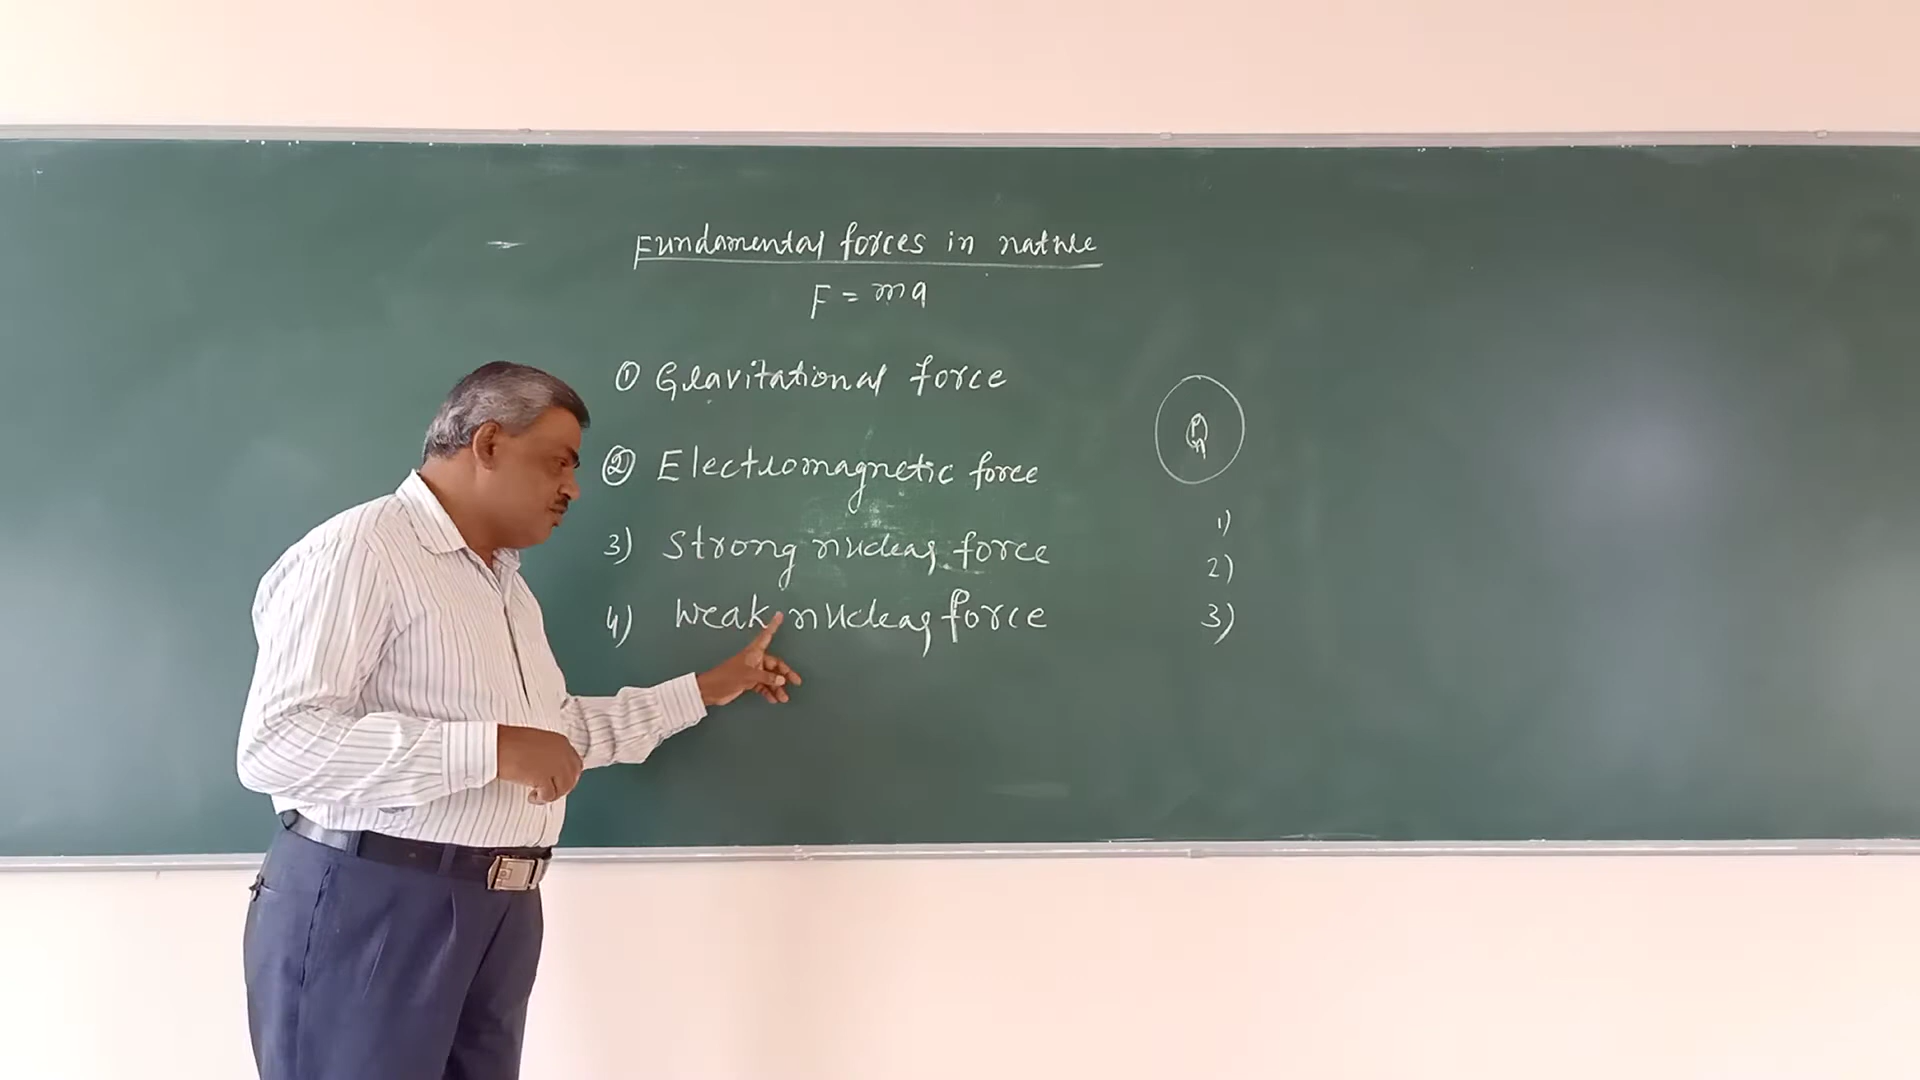 Fundamental forces in nature
F = ma
① Gravitational force
② Electromagnetic force
3) Strong nuclear force
4) Weak nuclear force
P
n
1)
2)
3)